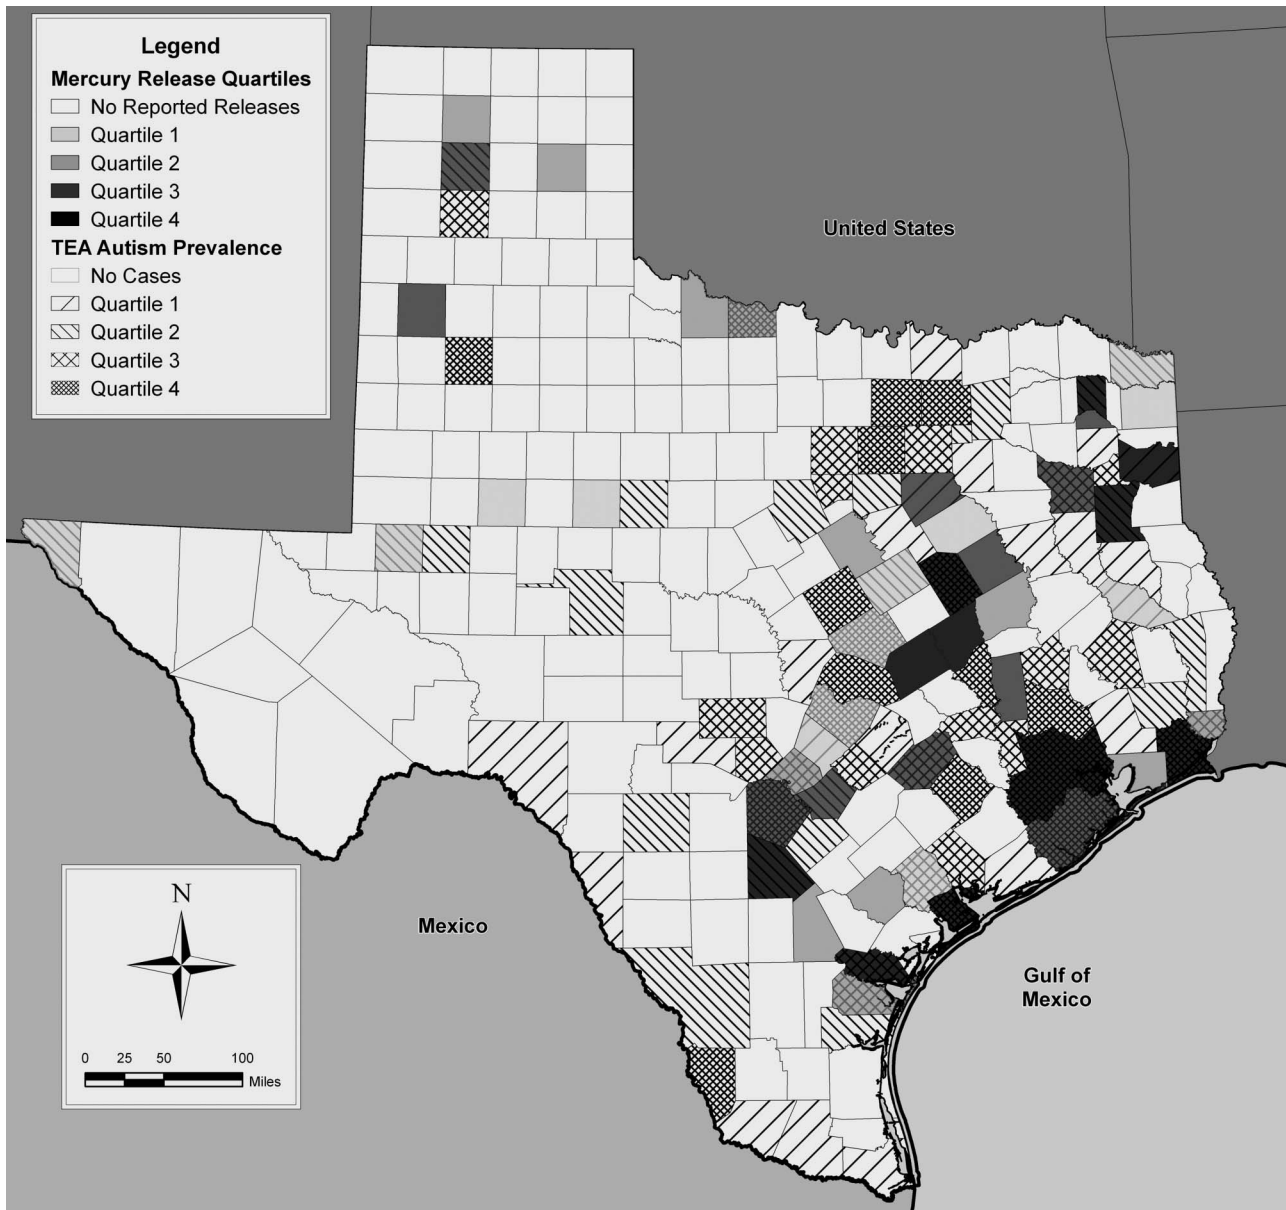 Legend
Mercury Release Quartiles
No Reported Releases
Quartile 1
Quartile 2
Quartile 3
Quartile 4
TEA Autism Prevalence
No Cases
Quartile 1
Quartile 2
Quartile 3
Quartile 4
United States
Mexico
Gulf of
Mexico
N
0 25 50 100
Miles